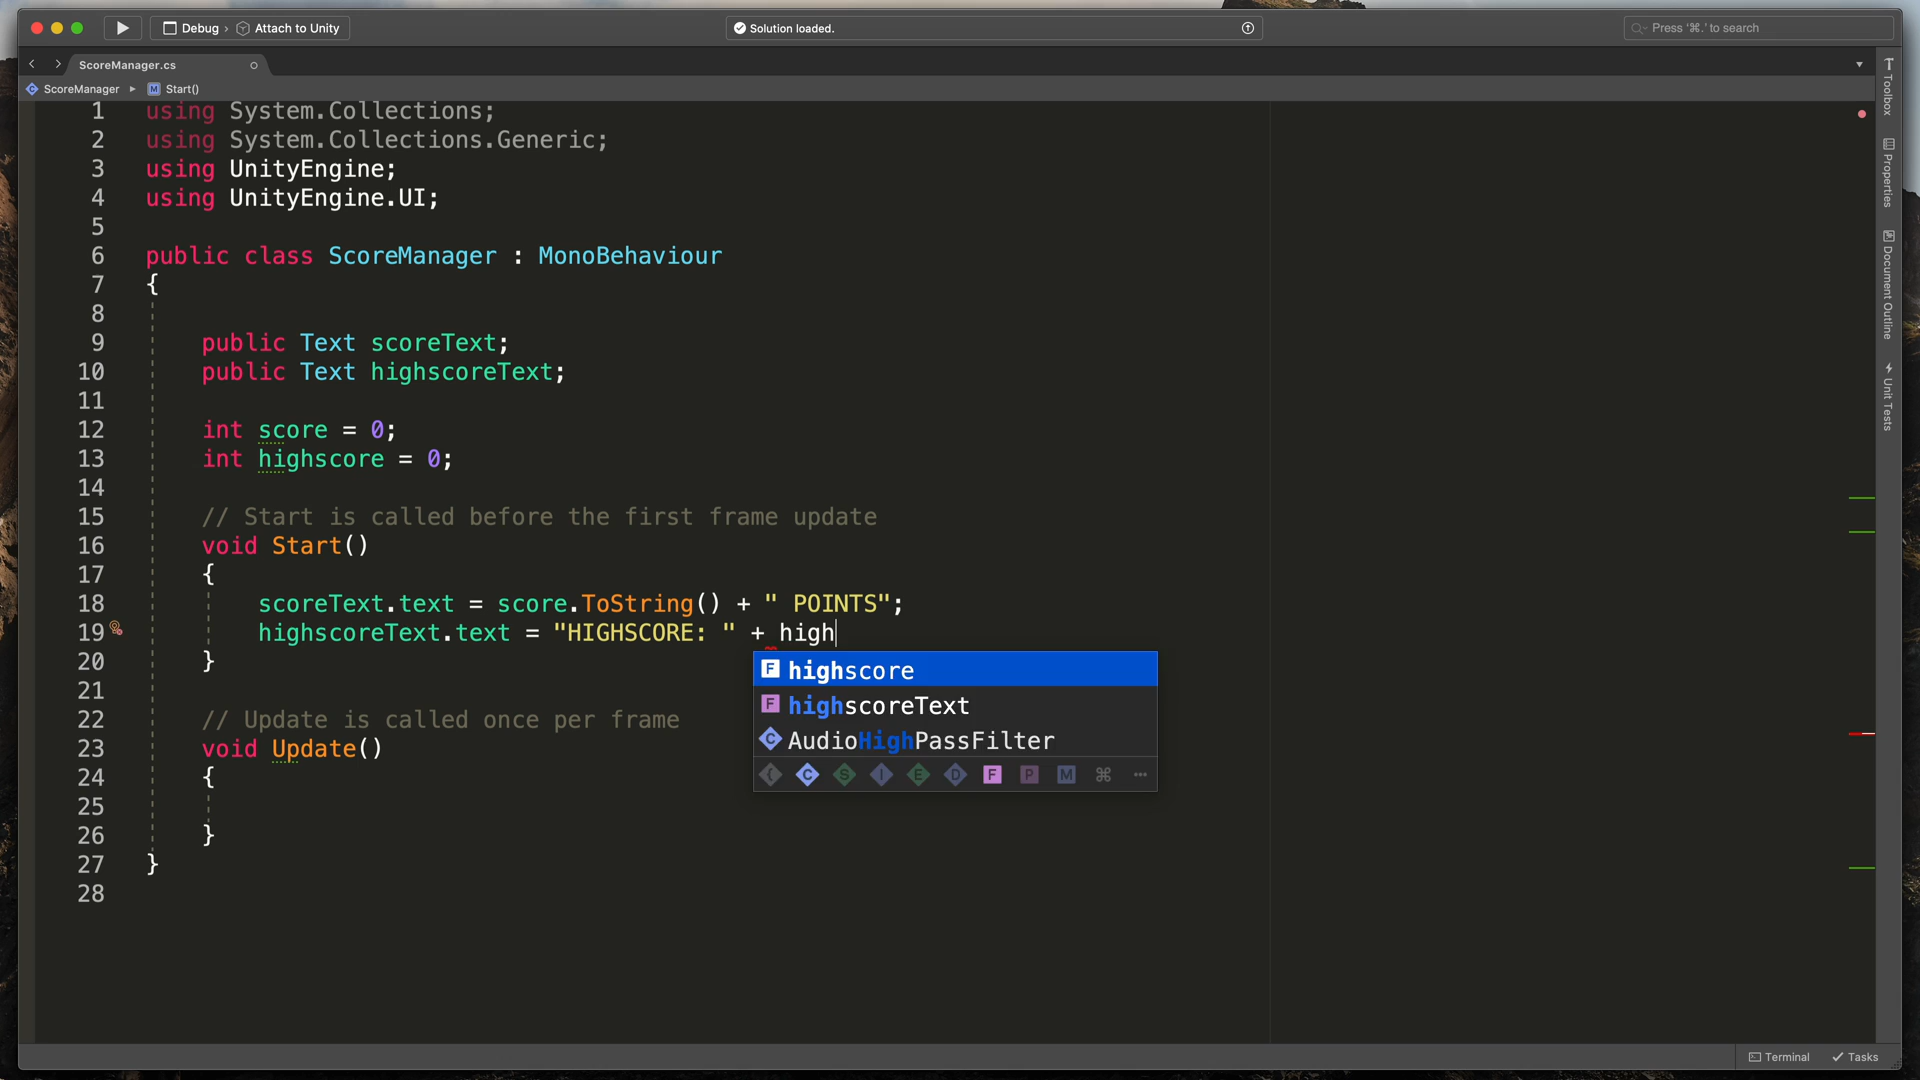 Debug › Attach to Unity
Solution loaded.
Press ‘⌘.’ to search
ScoreManager.cs
ScoreManager ▸ M Start()
1 using System.Collections;
2 using System.Collections.Generic;
3 using UnityEngine;
4 using UnityEngine.UI;
5
6 public class ScoreManager : MonoBehaviour
7 {
8
9 public Text scoreText;
10 public Text highscoreText;
11
12 int score = 0;
13 int highscore = 0;
14
15 // Start is called before the first frame update
16 void Start()
17 {
18 scoreText.text = score.ToString() + " POINTS";
19 highscoreText.text = "HIGHSCORE: " + high
20 }
21
22 // Update is called once per frame
23 void Update()
24 {
25
26 }
27 }
28
F highscore
F highscoreText
C AudioHighPassFilter
{ C S I E D F P M ⌘ ···
Toolbox
Properties
Document Outline
Unit Tests
Terminal
Tasks